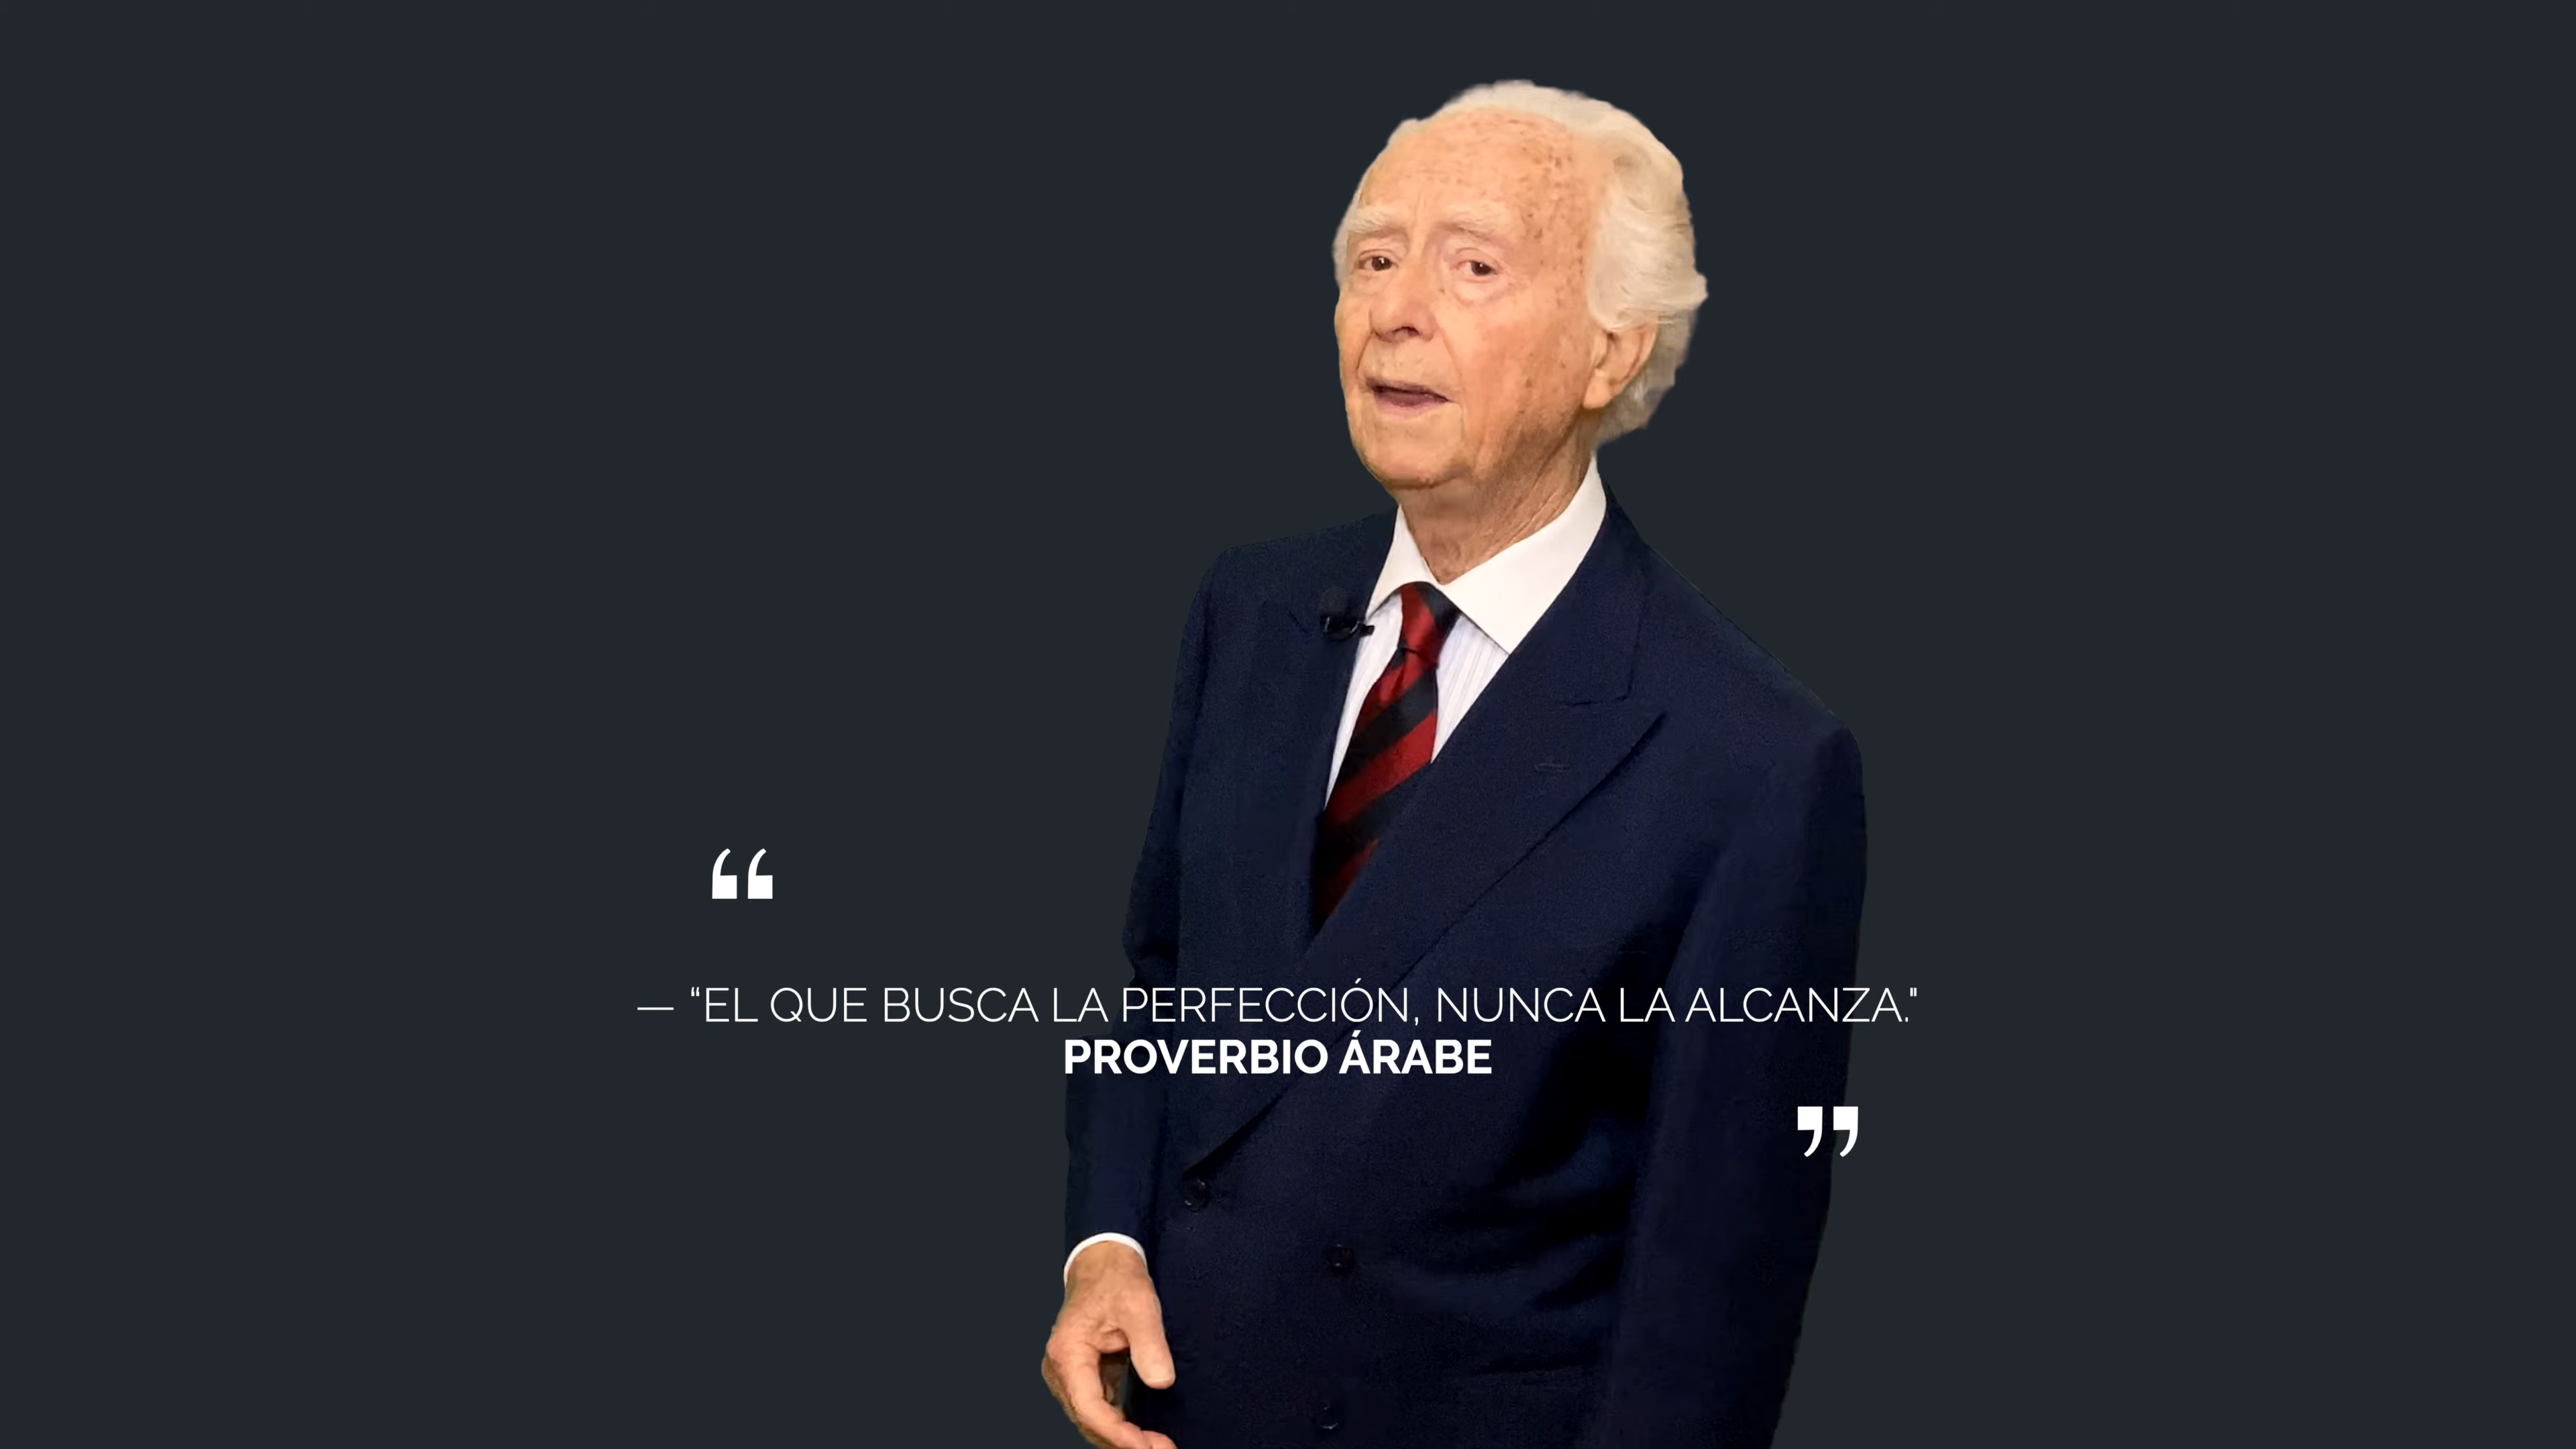 “
— “EL QUE BUSCA LA PERFECCIÓN, NUNCA LA ALCANZA."
PROVERBIO ÁRABE
”